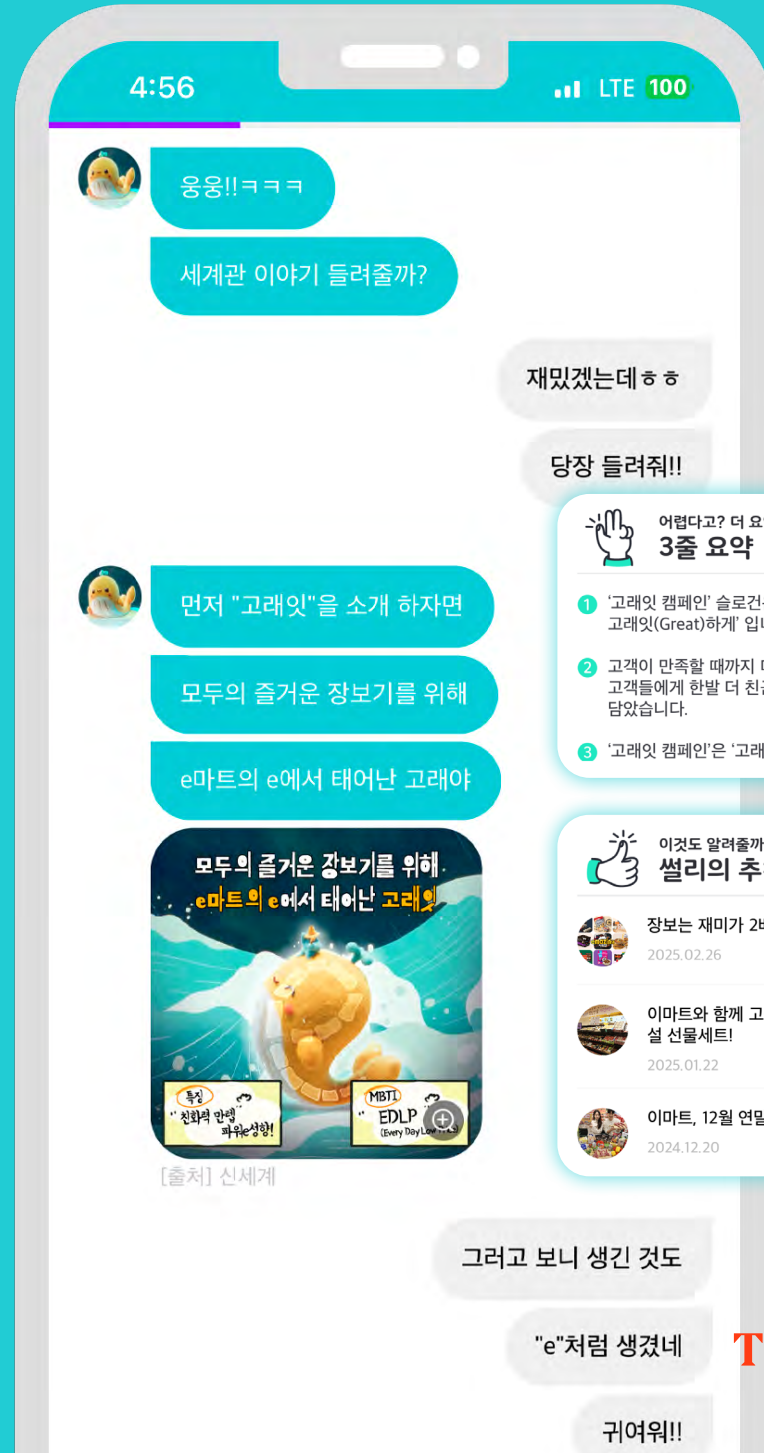 4:56
LTE 100
웅웅!!ㅋㅋㅋ
세계관 이야기 들려줄까?
재밌겠는데ㅎㅎ
당장 들려줘!!
먼저 "고래잇"을 소개 하자면
모두의 즐거운 장보기를 위해
e마트의 e에서 태어난 고래야
모두의 즐거운 장보기를 위해
e마트의 e에서 태어난 고래잇
특징
"친화력 만렙
파워e성향!
MBTI
" EDLP
(Every Day Low
[출처] 신세계
어렵다고? 더
3줄 요약
1 '고래잇 캠페인' 슬로건
고래잇(Great)하게' 입
2 고객이 만족할 때까지
고객들에게 한발 더
담았습니다.
3 '고래잇 캠페인'은 '고래
이것도 알려줄까
썰리의
장보는 재미가
2025.02.26
이마트와 함께 고
설 선물세트!
2025.01.22
이마트, 12월 연말
2024.12.20
그러고 보니 생긴 것도
"e"처럼 생겼네
T
귀여워!!